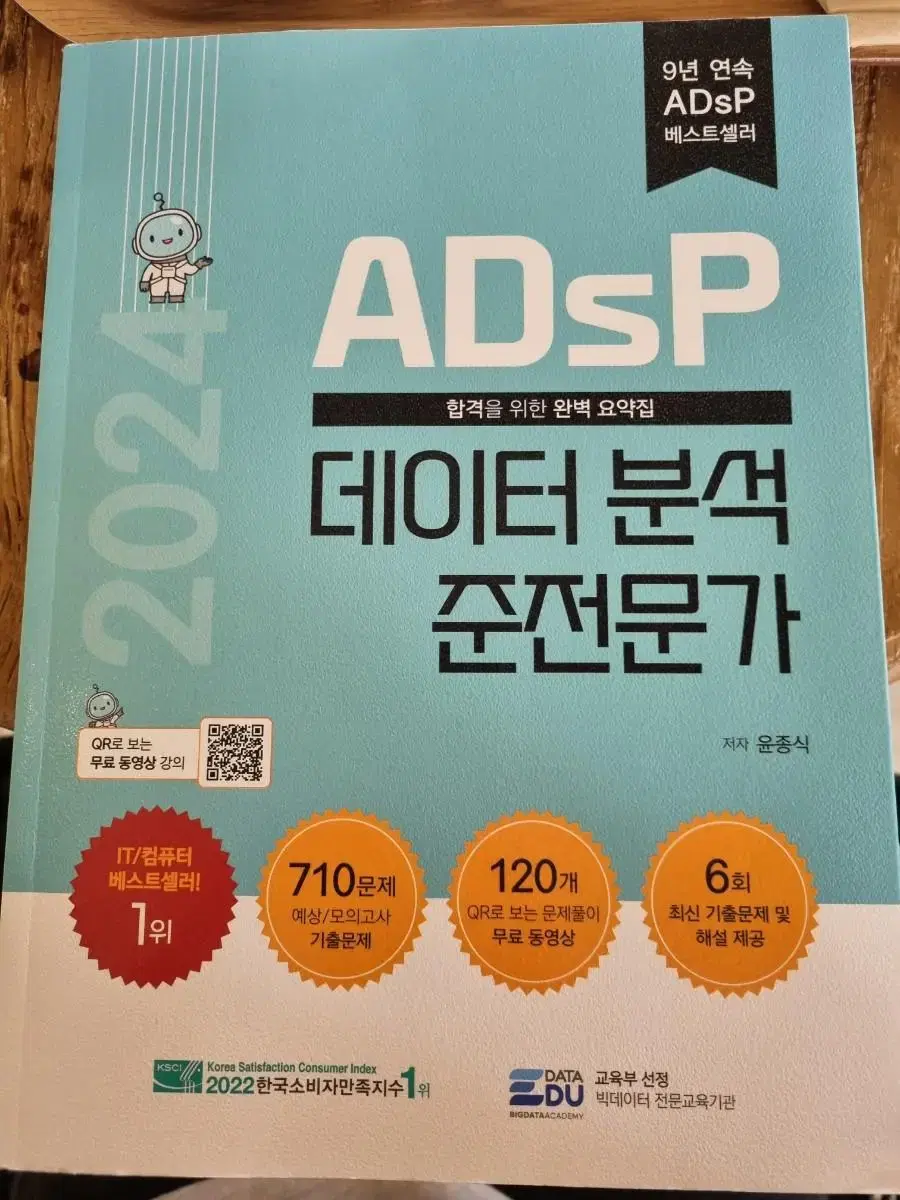 9년 연속
ADsP
베스트셀러
ADsP
합격을 위한 완벽 요약집
데이터 분석
준전문가
2024
저자 윤종식
QR로 보는
무료 동영상 강의
IT/컴퓨터
베스트셀러!
1위
710문제
예상/모의고사
기출문제
120개
QR로 보는 문제풀이
무료 동영상
6회
최신 기출문제 및
해설 제공
KSCI
Korea Satisfaction Consumer Index
2022한국소비자만족지수1위
DATA
EDU
BIGDATAACADEMY
교육부 선정
빅데이터 전문교육기관